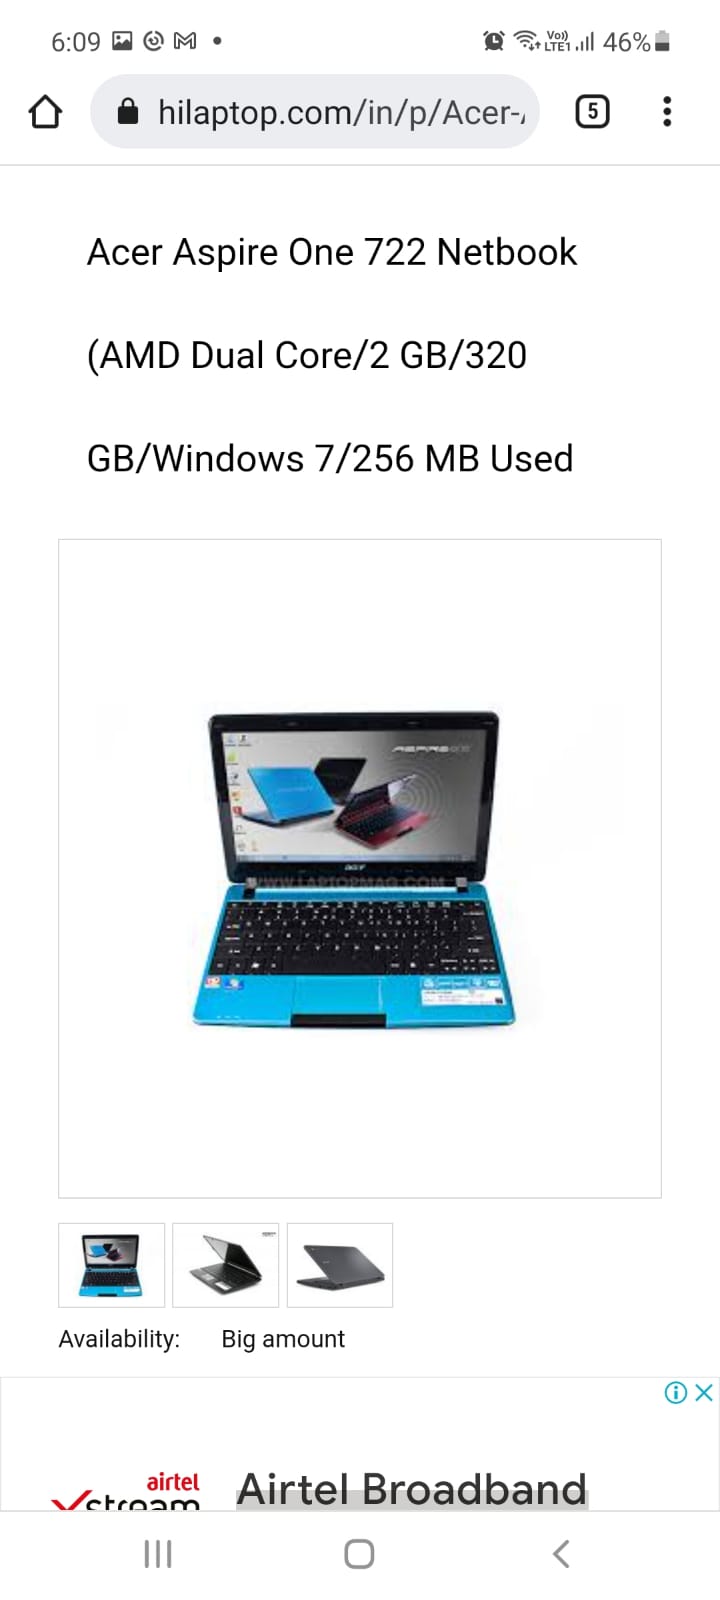 6:09
Vo))
LTE1
46%
hilaptop.com/in/p/Acer-
5
Acer Aspire One 722 Netbook
(AMD Dual Core/2 GB/320
GB/Windows 7/256 MB Used
aspire one
acer
WWW.LAPTOPMAG.COM
Availability: Big amount
airtel
xstream
Airtel Broadband